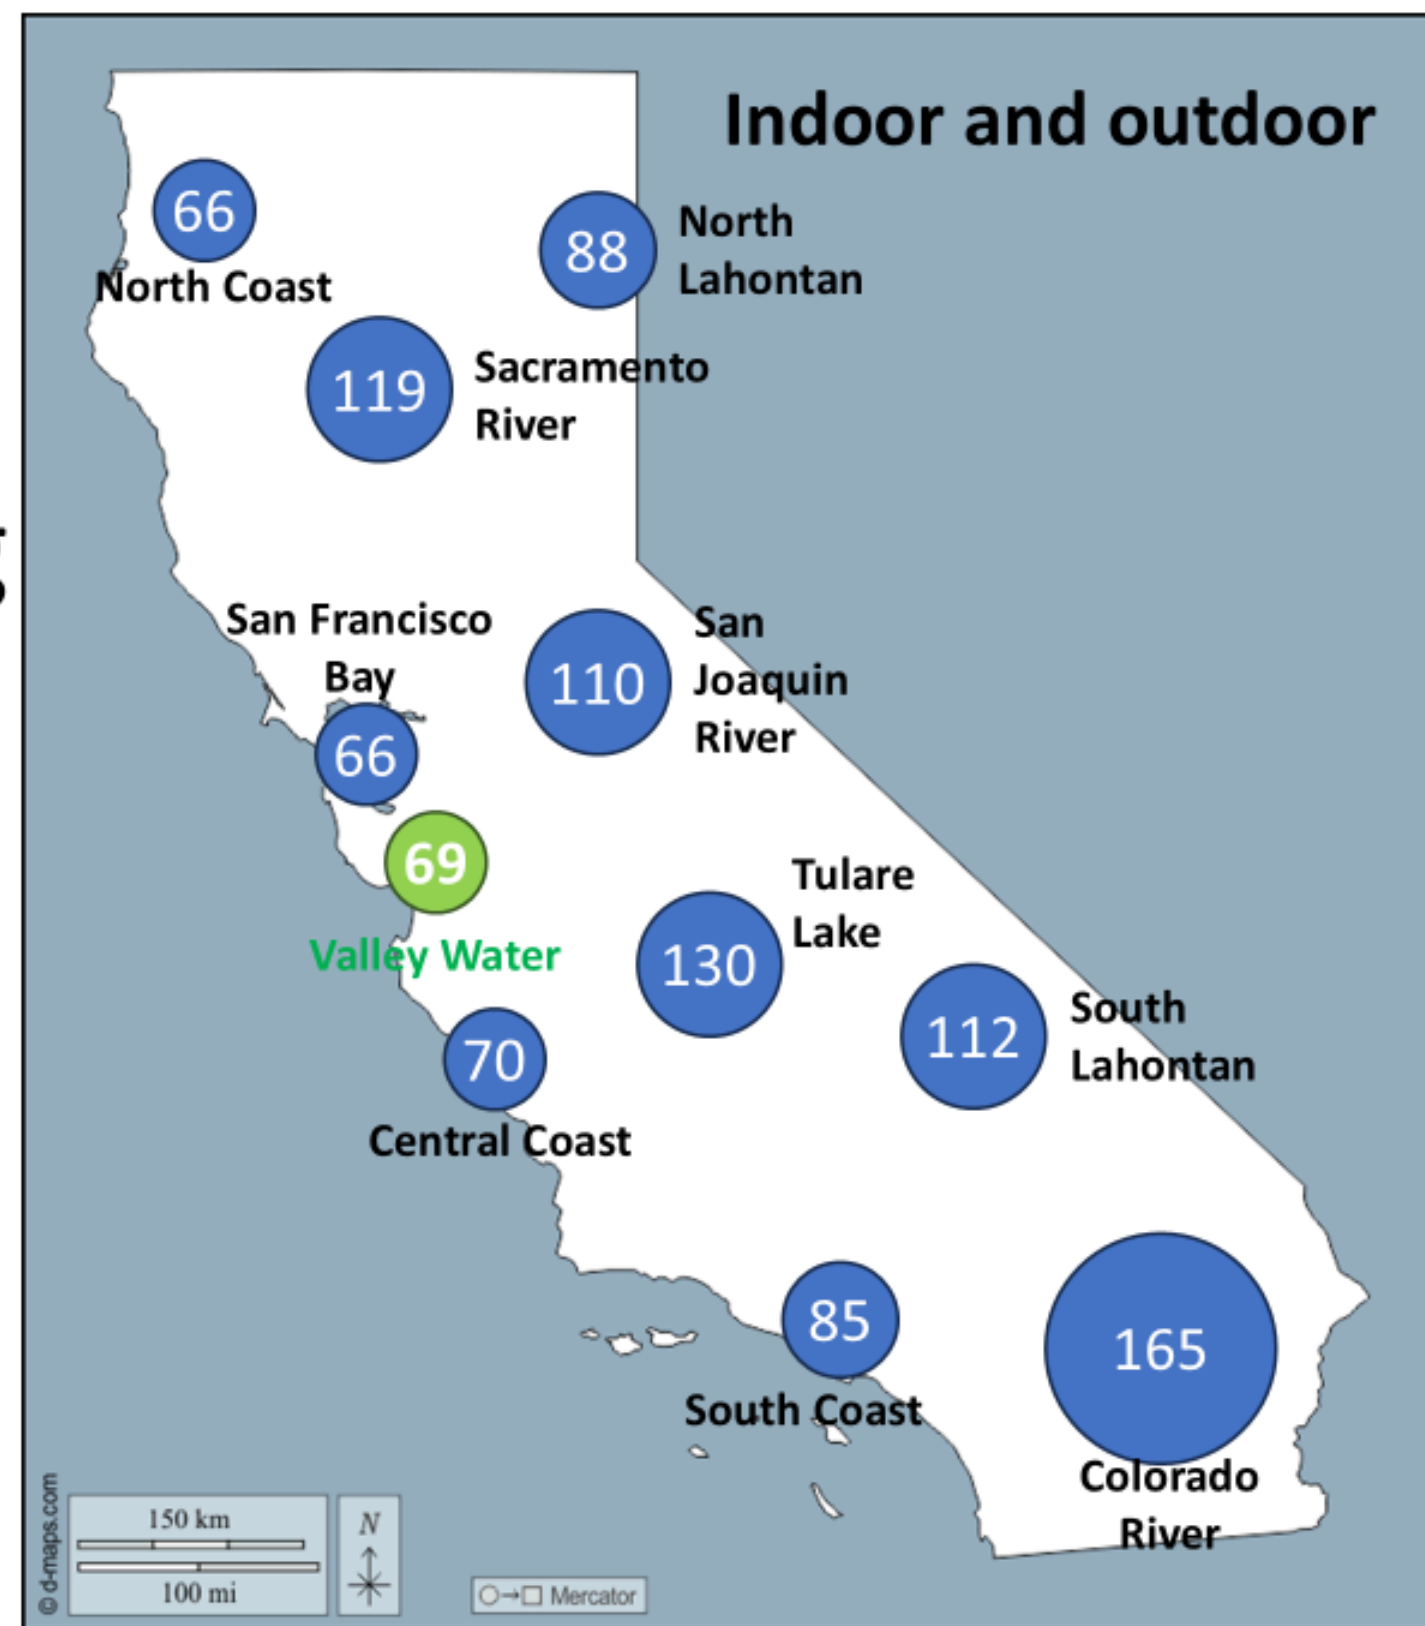 Indoor and outdoor
66
North Coast
88
North
Lahontan
119
Sacramento
River
San Francisco
Bay
66
110
San
Joaquin
River
69
Valley Water
130
Tulare
Lake
112
South
Lahontan
70
Central Coast
85
South Coast
165
Colorado
River
© d-maps.com
150 km
100 mi
N
Mercator